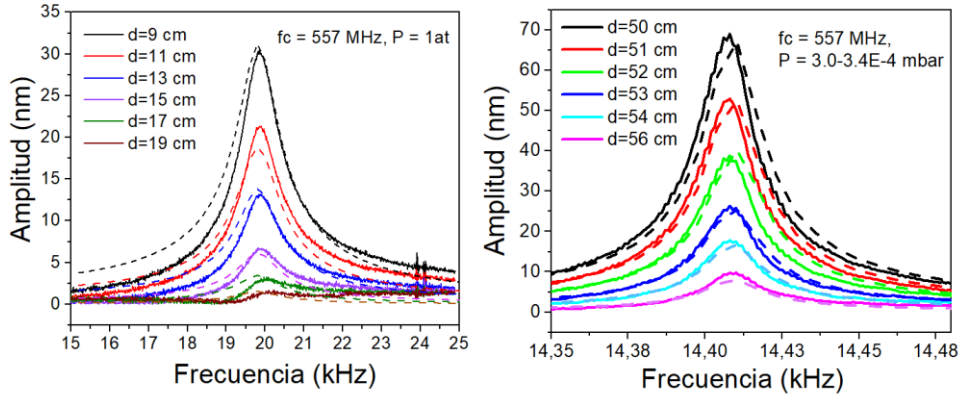 35
30
25
20
15
10
5
0
Amplitud (nm)
d=9 cm
d=11 cm
d=13 cm
d=15 cm
d=17 cm
d=19 cm
fc = 557 MHz, P = 1at
15 16 17 18 19 20 21 22 23 24 25
Frecuencia (kHz)
70
60
50
40
30
20
10
0
Amplitud (nm)
d=50 cm
d=51 cm
d=52 cm
d=53 cm
d=54 cm
d=56 cm
fc = 557 MHz,
P = 3.0-3.4E-4 mbar
14,35 14,38 14,40 14,43 14,45 14,48
Frecuencia (kHz)